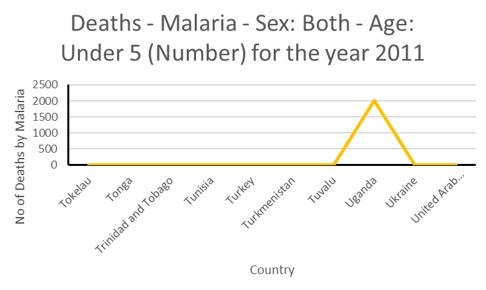 Deaths - Malaria - Sex: Both - Age:
Under 5 (Number) for the year 2011
No of Deaths by Malaria
2500
2000
1500
1000
500
0
Tokelau
Tonga
Trinidad and Tobago
Tunisia
Turkey
Turkmenistan
Tuvalu
Uganda
Ukraine
United Arab...
Country